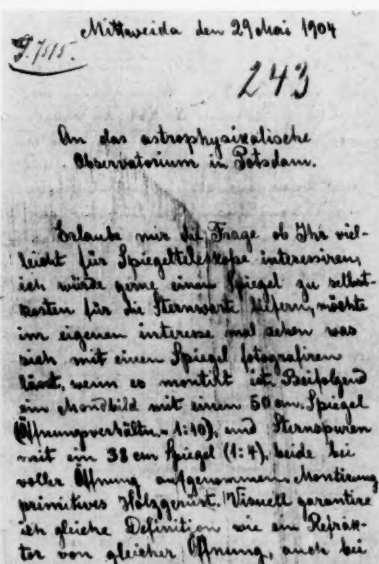 Mittweida den 29 Mai 1904
243
An das astrophysikalische
Observatorium in Potsdam.
Erlaube mir die Frage ob Ihr viel-
leicht für Spiegelteleskope interessiren,
ich würde gerne einen Spiegel zu selbst-
kosten für die Sternwarte liefern, möchte
im eigenen interesse mal sehen was
sich mit einen Spiegel fotografiren
lässt, wenn es montirt ist. Beifolgend
ein Mondbild mit einem 50 cm. Spiegel
(Öffnungsverhältn. = 1:10), und Sternspuren
mit ein 38 cm Spiegel (1:4), beide bei
voller Öffnung aufgenommen, Montirung
primitives Holzgerüst. Visuell garantire
ich gleiche Definition wie ein Refrak-
tor von gleicher Öffnung, auch bei